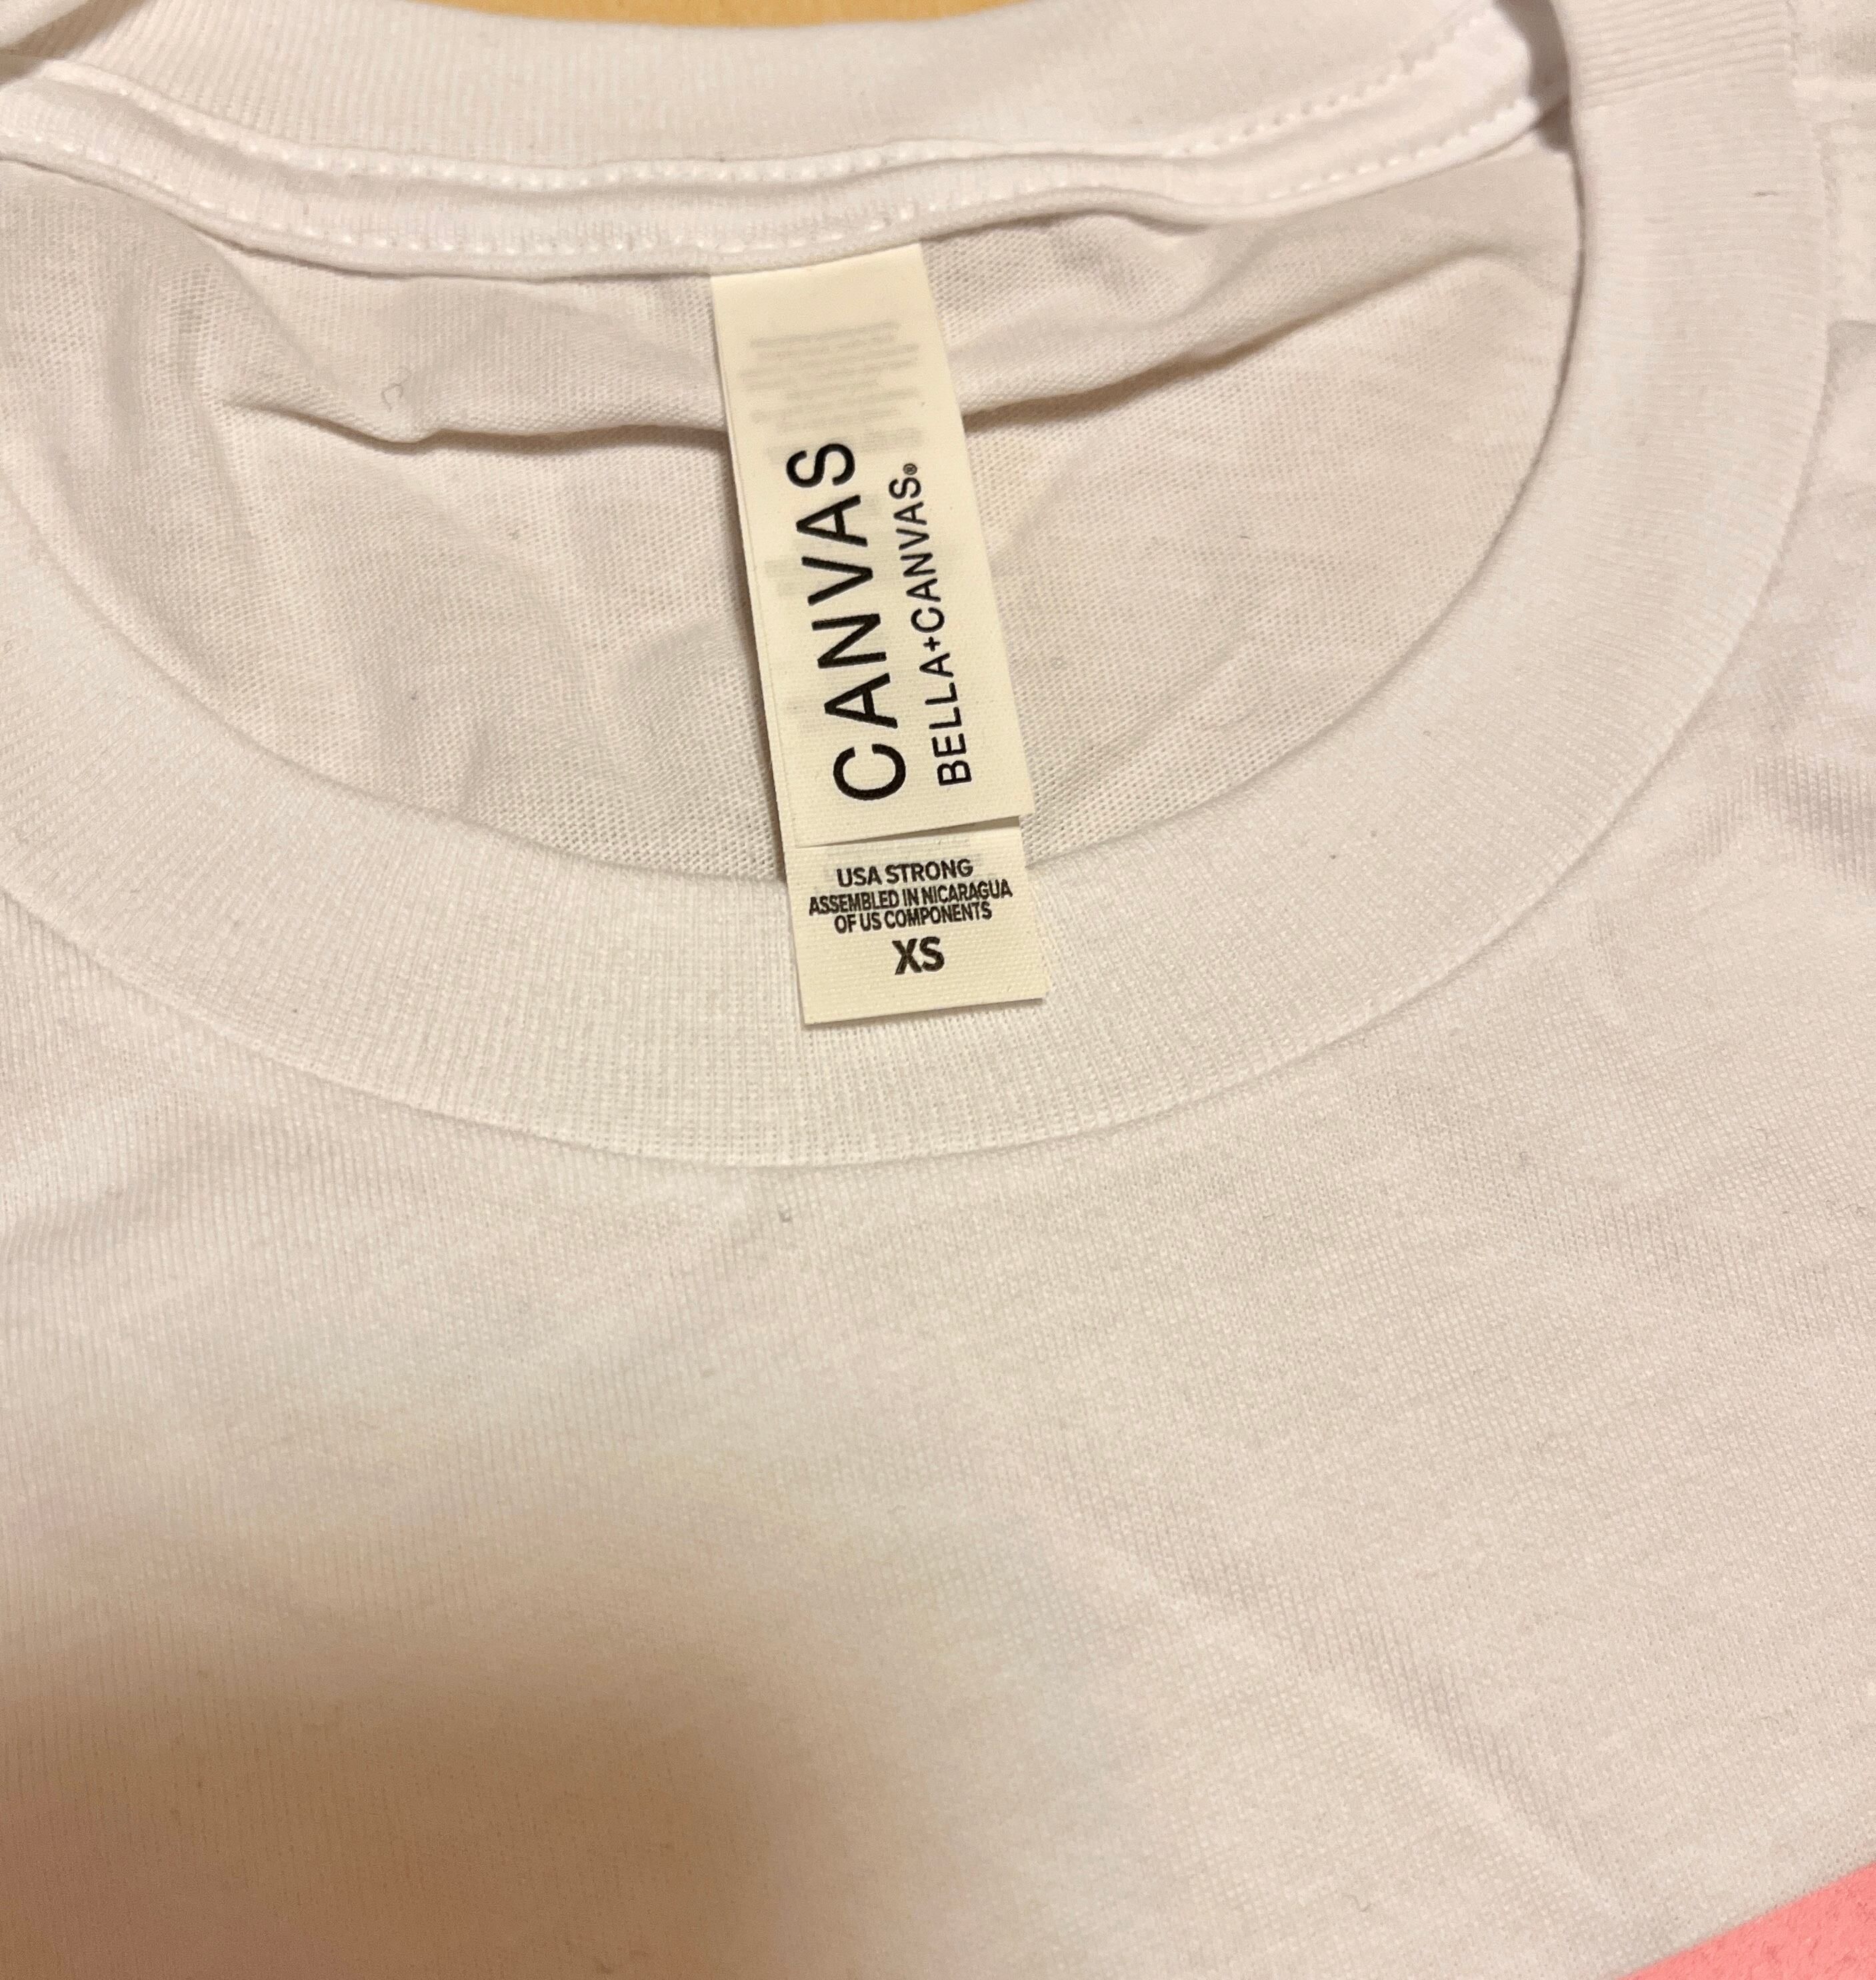 CANVAS
BELLA+CANVAS®
USA STRONG
ASSEMBLED IN NICARAGUA
OF US COMPONENTS
XS